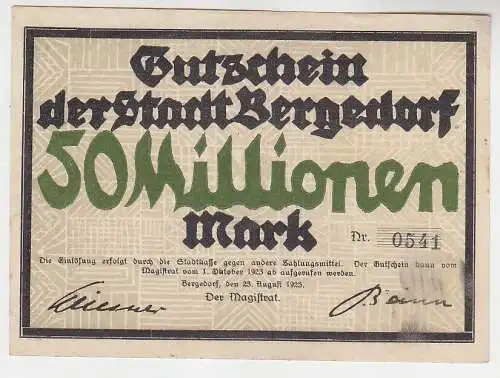 Gutschein
der Stadt Bergedorf
50 Millionen
Mark
Nr. 0541
Die Einlösung erfolgt durch die Stadtkasse gegen andere Zahlungsmittel. Der Gutschein kann vom
Magistrat vom 1. Oktober 1923 ab aufgerufen werden.
Bergedorf, den 23. August 1923.
Der Magistrat.